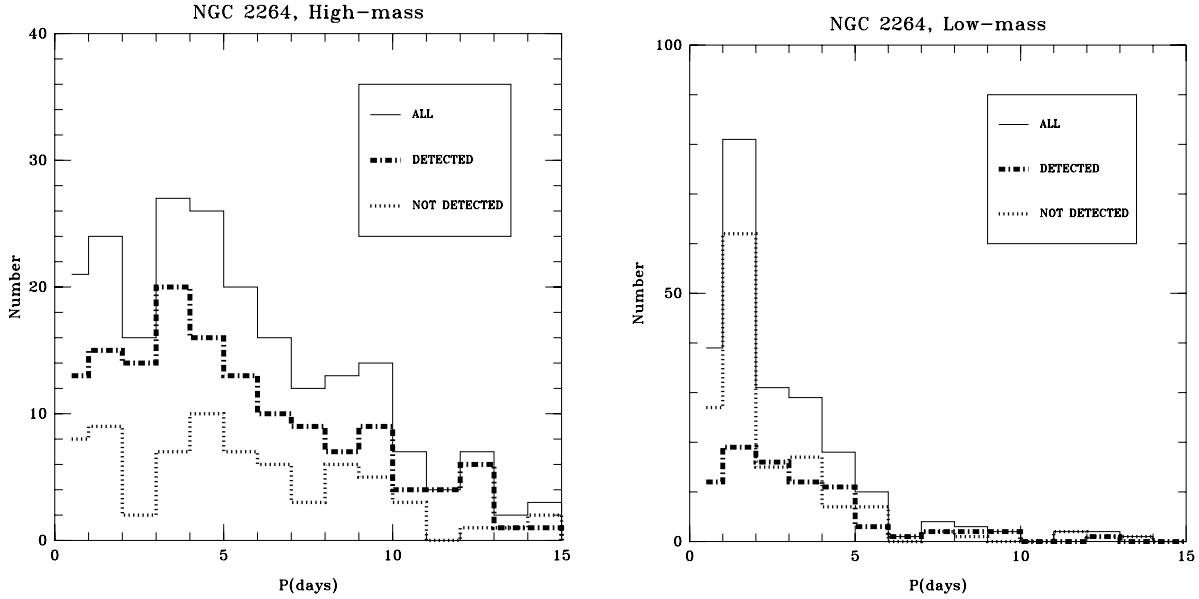 NGC 2264, High-mass
40
30
20
10
0
Number
ALL
DETECTED
NOT DETECTED
0 5 10 15
P(days)
NGC 2264, Low-mass
100
50
0
Number
ALL
DETECTED
NOT DETECTED
0 5 10 15
P(days)